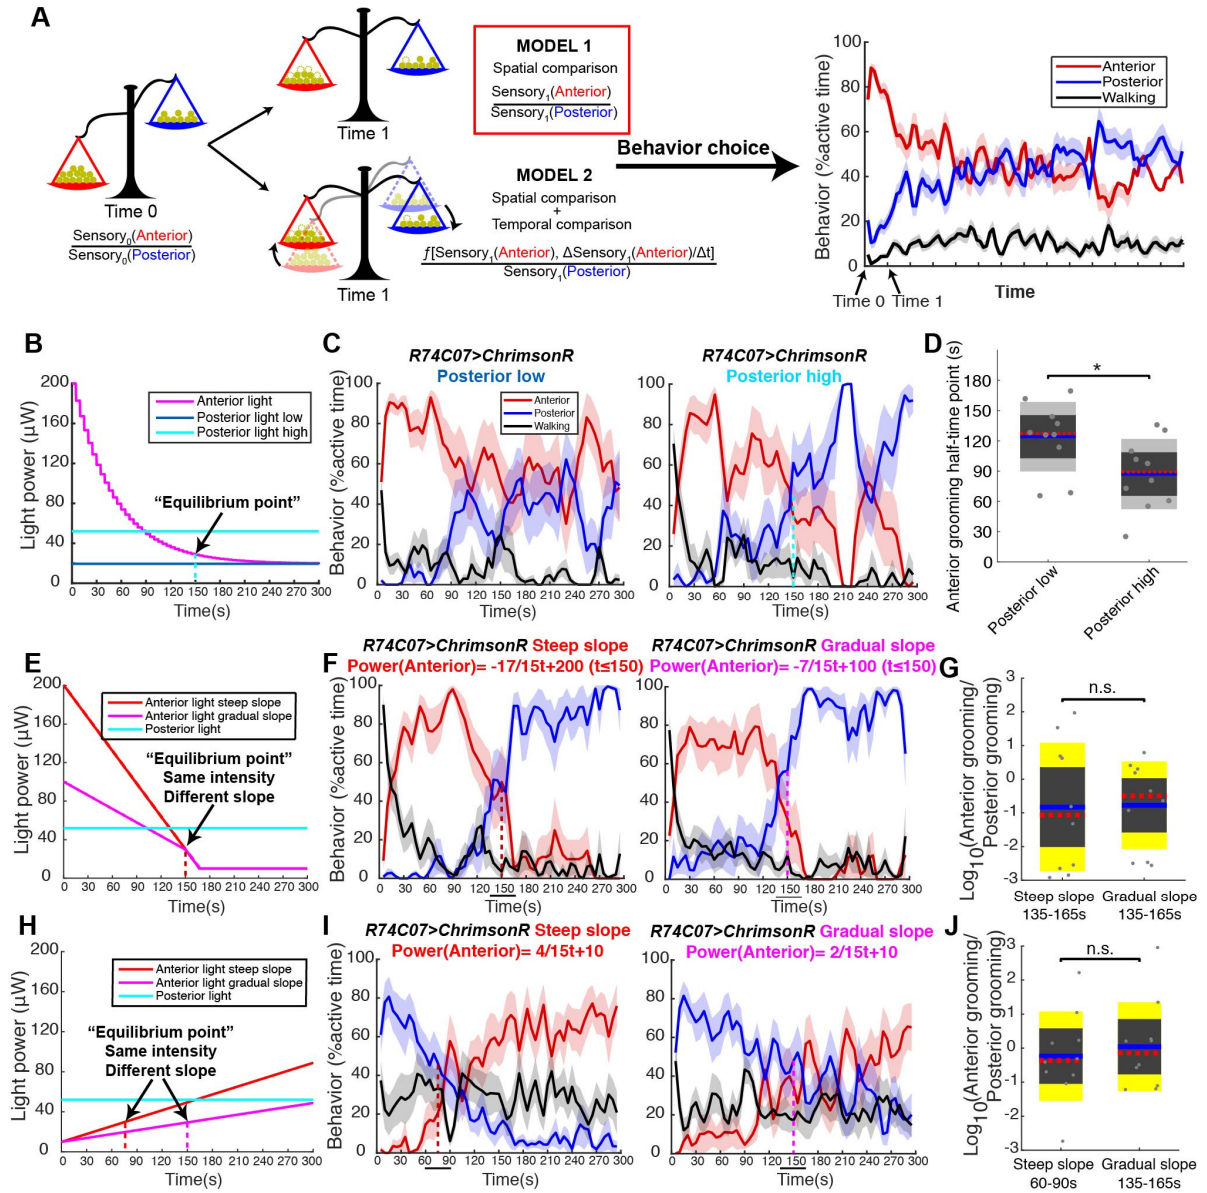 A
Time 0
Sensory0(Anterior)
Sensory0(Posterior)
Time 1
Time 1
MODEL 1
Spatial comparison
Sensory1(Anterior)
Sensory1(Posterior)
MODEL 2
Spatial comparison
+
Temporal comparison
f[Sensory1(Anterior), ΔSensory1(Anterior)/Δt]
Sensory1(Posterior)
Behavior choice
Behavior (%active time)
100
80
60
40
20
0
Anterior
Posterior
Walking
Time 0
Time 1
Time
B
Light power (µW)
200
160
120
80
40
0
Anterior light
Posterior light low
Posterior light high
“Equilibrium point”
0 30 60 90 120 150 180 210 240 270 300
Time(s)
C
R74C07>ChrimsonR
Posterior low
Behavior (%active time)
100
80
60
40
20
0
Anterior
Posterior
Walking
0 30 60 90 120 150 180 210 240 270 300
Time(s)
R74C07>ChrimsonR
Posterior high
100
80
60
40
20
0
0 30 60 90 120 150 180 210 240 270 300
Time(s)
D
Anterior grooming half-time point (s)
180
150
120
90
60
30
0
*
Posterior low
Posterior high
E
Light power (µW)
200
160
120
80
40
0
Anterior light steep slope
Anterior light gradual slope
Posterior light
“Equilibrium point”
Same intensity
Different slope
0 30 60 90 120 150 180 210 240 270 300
Time(s)
F
R74C07>ChrimsonR Steep slope
Power(Anterior)= -17/15t+200 (t≤150)
Behavior (%active time)
100
80
60
40
20
0
0 30 60 90 120 150 180 210 240 270 300
Time(s)
R74C07>ChrimsonR Gradual slope
Power(Anterior)= -7/15t+100 (t≤150)
100
80
60
40
20
0
0 30 60 90 120 150 180 210 240 270 300
Time(s)
G
Log10(Anterior grooming/
Posterior grooming)
3
2
1
0
-1
-2
-3
n.s.
Steep slope
135-165s
Gradual slope
135-165s
H
Light power (µW)
200
160
120
80
40
0
Anterior light steep slope
Anterior light gradual slope
Posterior light
“Equilibrium point”
Same intensity
Different slope
0 30 60 90 120 150 180 210 240 270 300
Time(s)
I
R74C07>ChrimsonR Steep slope
Power(Anterior)= 4/15t+10
Behavior (%active time)
100
80
60
40
20
0
0 30 60 90 120 150 180 210 240 270 300
Time(s)
R74C07>ChrimsonR Gradual slope
Power(Anterior)= 2/15t+10
100
80
60
40
20
0
0 30 60 90 120 150 180 210 240 270 300
Time(s)
J
Log10(Anterior grooming/
Posterior grooming)
3
2
1
0
-1
-2
-3
n.s.
Steep slope
60-90s
Gradual slope
135-165s